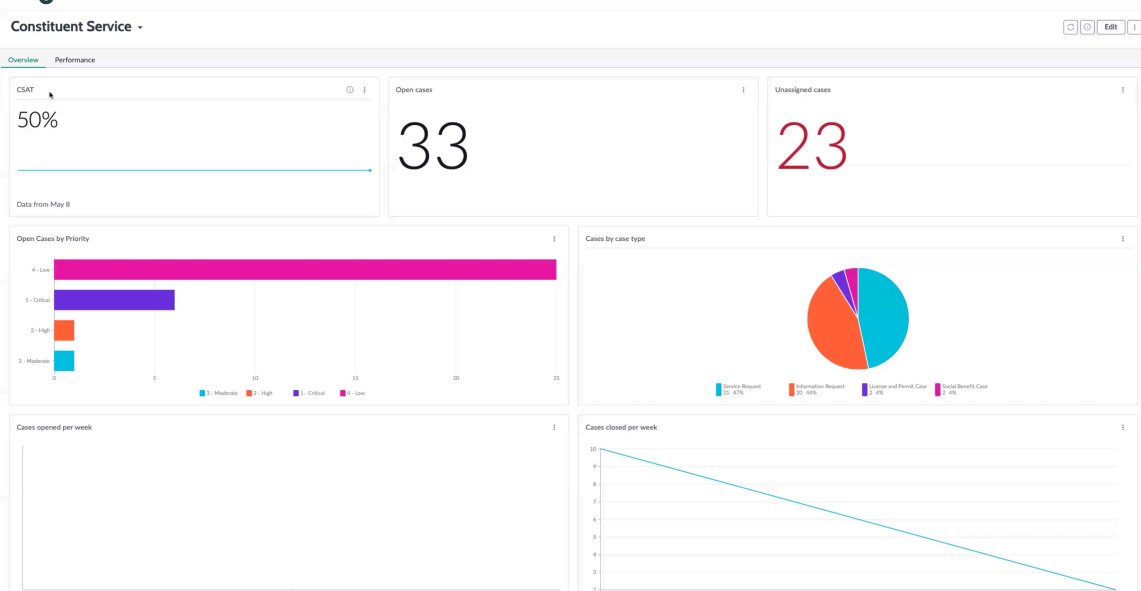 Constituent Service
Edit
Overview Performance
CSAT
50%
Data from May 8
Open cases
33
Unassigned cases
23
Open Cases by Priority
4 - Low
1 - Critical
2 - High
3 - Moderate
0 5 10 15 20 25
3 - Moderate 2 - High 1 - Critical 4 - Low
Cases by case type
Service Request
21 47%
Information Request
20 44%
License and Permit Case
2 4%
Social Benefit Case
2 4%
Cases opened per week
Cases closed per week
10
9
8
7
6
5
4
3
2